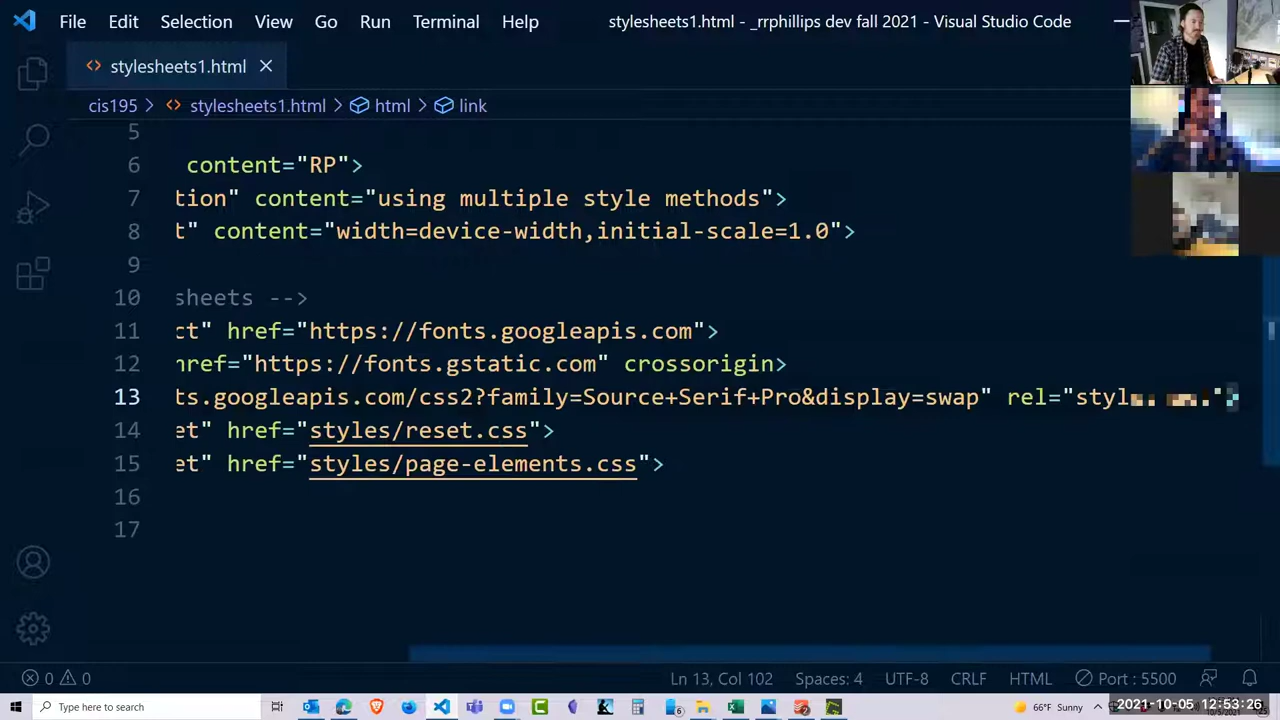 File Edit Selection View Go Run Terminal Help stylesheets1.html - _rrphillips dev fall 2021 - Visual Studio Code
stylesheets1.html
cis195 > stylesheets1.html > html > link
5
6 content="RP">
7 tion" content="using multiple style methods">
8 t" content="width=device-width,initial-scale=1.0">
9
10 sheets -->
11 ct" href="https://fonts.googleapis.com">
12 href="https://fonts.gstatic.com" crossorigin>
13 ts.googleapis.com/css2?family=Source+Serif+Pro&display=swap" rel="styl
14 et" href="styles/reset.css">
15 et" href="styles/page-elements.css">
16
17
0 0 Ln 13, Col 102 Spaces: 4 UTF-8 CRLF HTML Port : 5500
Type here to search 66°F Sunny 2021-10-05 12:53:26